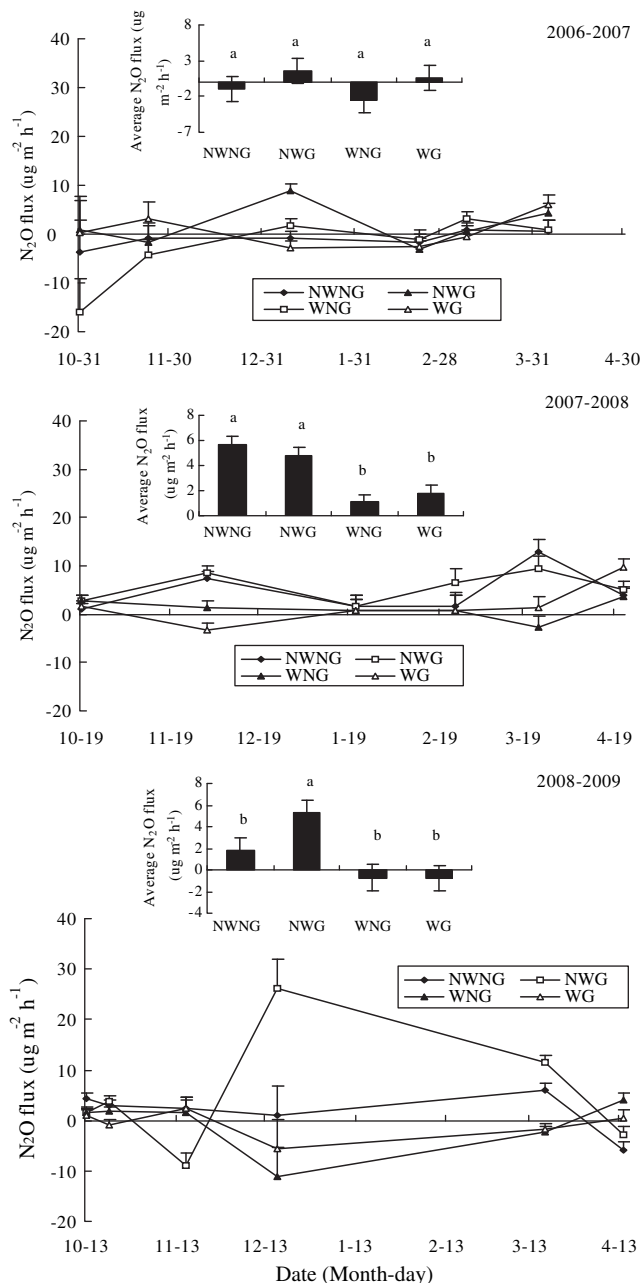 2006-2007
Average N₂O flux (ug
m⁻² h⁻¹)
8
3
-2
-7
a
a
a
a
NWNG
NWG
WNG
WG
N₂O flux (ug m⁻² h⁻¹)
40
30
20
10
0
-10
-20
NWNG
NWG
WNG
WG
10-31
11-30
12-31
1-31
2-28
3-31
4-30
2007-2008
Average N₂O flux
(ug m⁻² h⁻¹)
8
6
4
2
0
a
a
b
b
NWNG
NWG
WNG
WG
N₂O flux (ug m⁻² h⁻¹)
40
30
20
10
0
-10
-20
NWNG
NWG
WNG
WG
10-19
11-19
12-19
1-19
2-19
3-19
4-19
2008-2009
Average N₂O flux
(ug m² h⁻¹)
8
6
4
2
0
-2
-4
b
a
b
b
NWNG
NWG
WNG
WG
N₂O flux (ug m⁻² h⁻¹)
40
30
20
10
0
-10
-20
NWNG
NWG
WNG
WG
10-13
11-13
12-13
1-13
2-13
3-13
4-13
Date (Month-day)